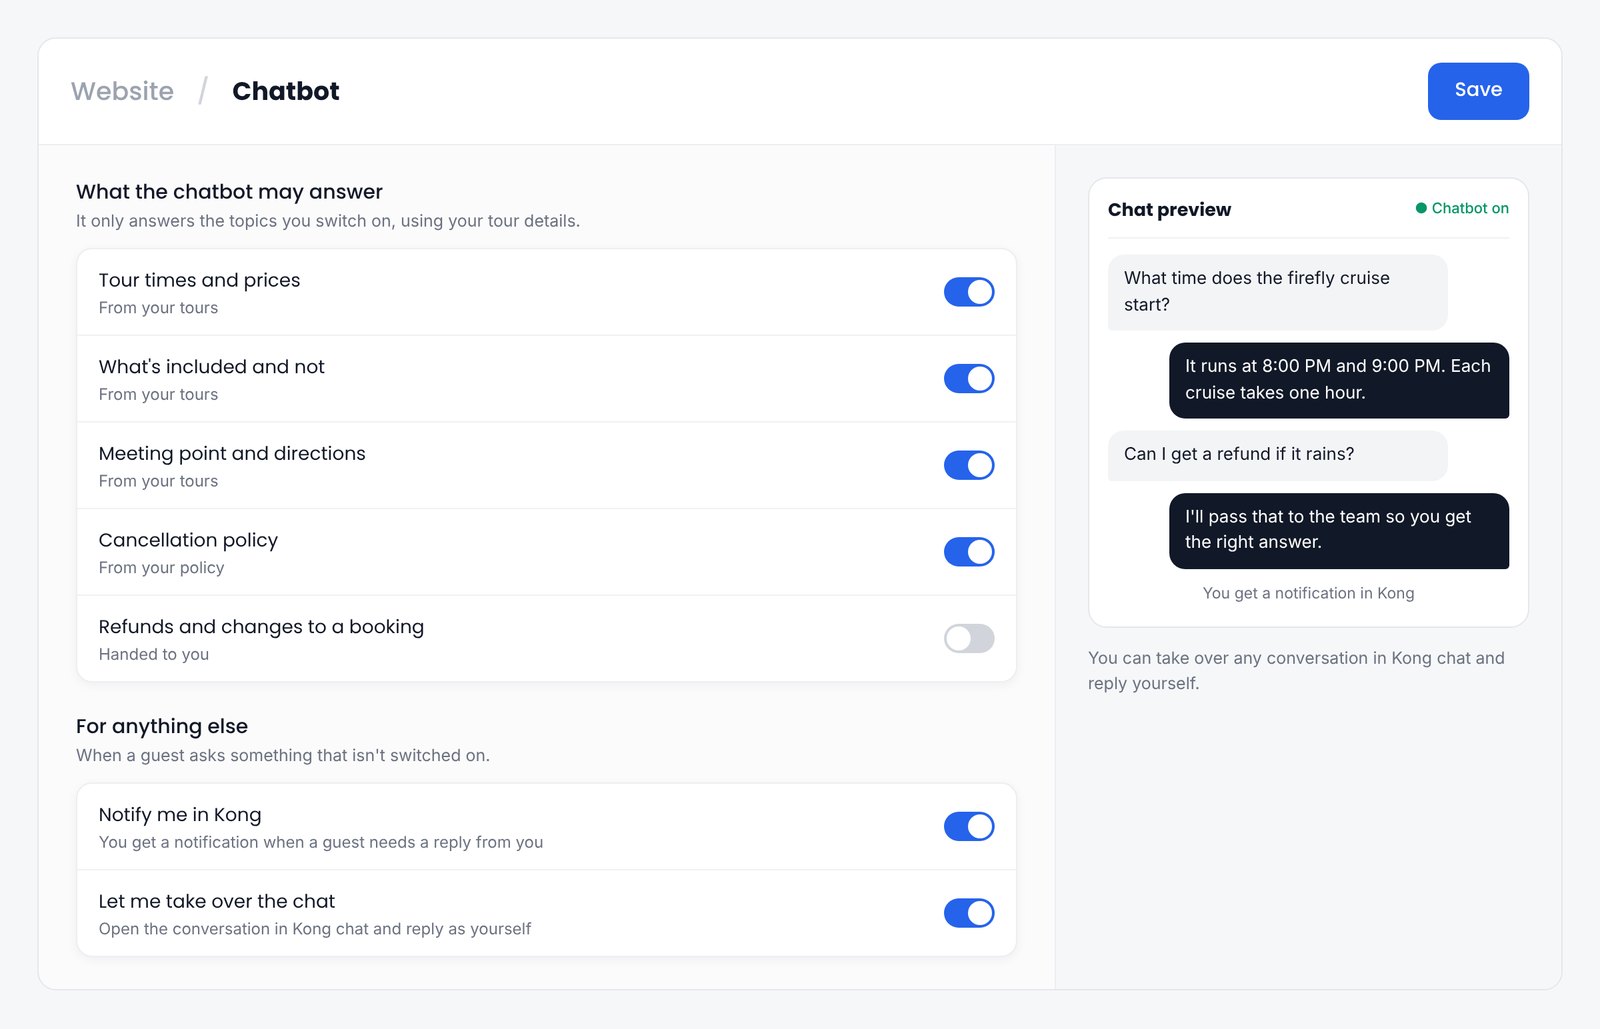 Website / Chatbot
Save
What the chatbot may answer
It only answers the topics you switch on, using your tour details.
Tour times and prices
From your tours
What's included and not
From your tours
Meeting point and directions
From your tours
Cancellation policy
From your policy
Refunds and changes to a booking
Handed to you
For anything else
When a guest asks something that isn't switched on.
Notify me in Kong
You get a notification when a guest needs a reply from you
Let me take over the chat
Open the conversation in Kong chat and reply as yourself
Chat preview
Chatbot on
What time does the firefly cruise
start?
It runs at 8:00 PM and 9:00 PM. Each
cruise takes one hour.
Can I get a refund if it rains?
I'll pass that to the team so you get
the right answer.
You get a notification in Kong
You can take over any conversation in Kong chat and
reply yourself.